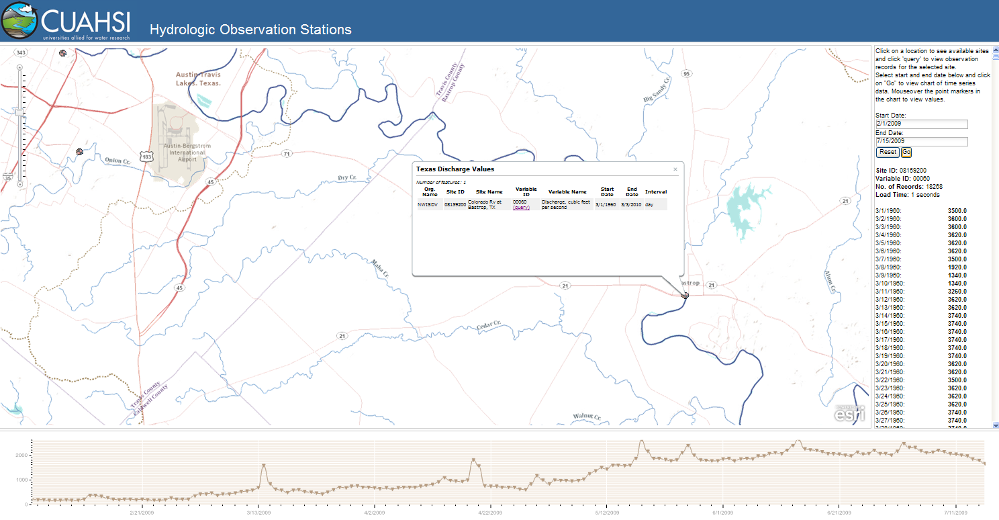 CUAHSI
universities allied for water research
Hydrologic Observation Stations
343
Austin-Travis
Lakes. Texas.
Travis County
Bastrop County
95
Big Sandy Cr.
Onion Cr.
183
Austin-Bergstrom
International
Airport
71
35
45
Dry Cr.
21
Texas Discharge Values
×
Number of features: 1
Org. Name Site ID Site Name Variable ID Variable Name Start Date End Date Interval
NWISDV 08159200 Colorado Rv at Bastrop, TX 00060 (query) Discharge, cubic feet per second 3/1/1960 3/3/2010 day
Maha Cr.
Alum Cr.
21
astrop
21
45
Cedar Cr.
21
Travis County
Caldwell County
Walnut Cr.
POWERED BY
esri
Click on a location to see available sites
and click 'query' to view observation
records for the selected site.
Select start and end date below and click
on "Go" to view chart of time series
data. Mouseover the point markers in
the chart to view values.
Start Date:
2/1/2009
End Date:
7/15/2009
Reset Go
Site ID: 08159200
Variable ID: 00060
No. of Records: 18268
Load Time: 1 seconds
3/1/1960: 3500.0
3/2/1960: 3600.0
3/3/1960: 3600.0
3/4/1960: 3620.0
3/5/1960: 3620.0
3/6/1960: 3620.0
3/7/1960: 3500.0
3/8/1960: 1920.0
3/9/1960: 1340.0
3/10/1960: 1340.0
3/11/1960: 3260.0
3/12/1960: 3620.0
3/13/1960: 3620.0
3/14/1960: 3740.0
3/15/1960: 3740.0
3/16/1960: 3740.0
3/17/1960: 3740.0
3/18/1960: 3740.0
3/19/1960: 3740.0
3/20/1960: 3620.0
3/21/1960: 3620.0
3/22/1960: 3500.0
3/23/1960: 3620.0
3/24/1960: 3620.0
3/25/1960: 3620.0
3/26/1960: 3740.0
3/27/1960: 3740.0
3/28/1960: 3740.0
2000
1000
0
2/21/2009 3/13/2009 4/2/2009 4/22/2009 5/12/2009 6/1/2009 6/21/2009 7/11/2009